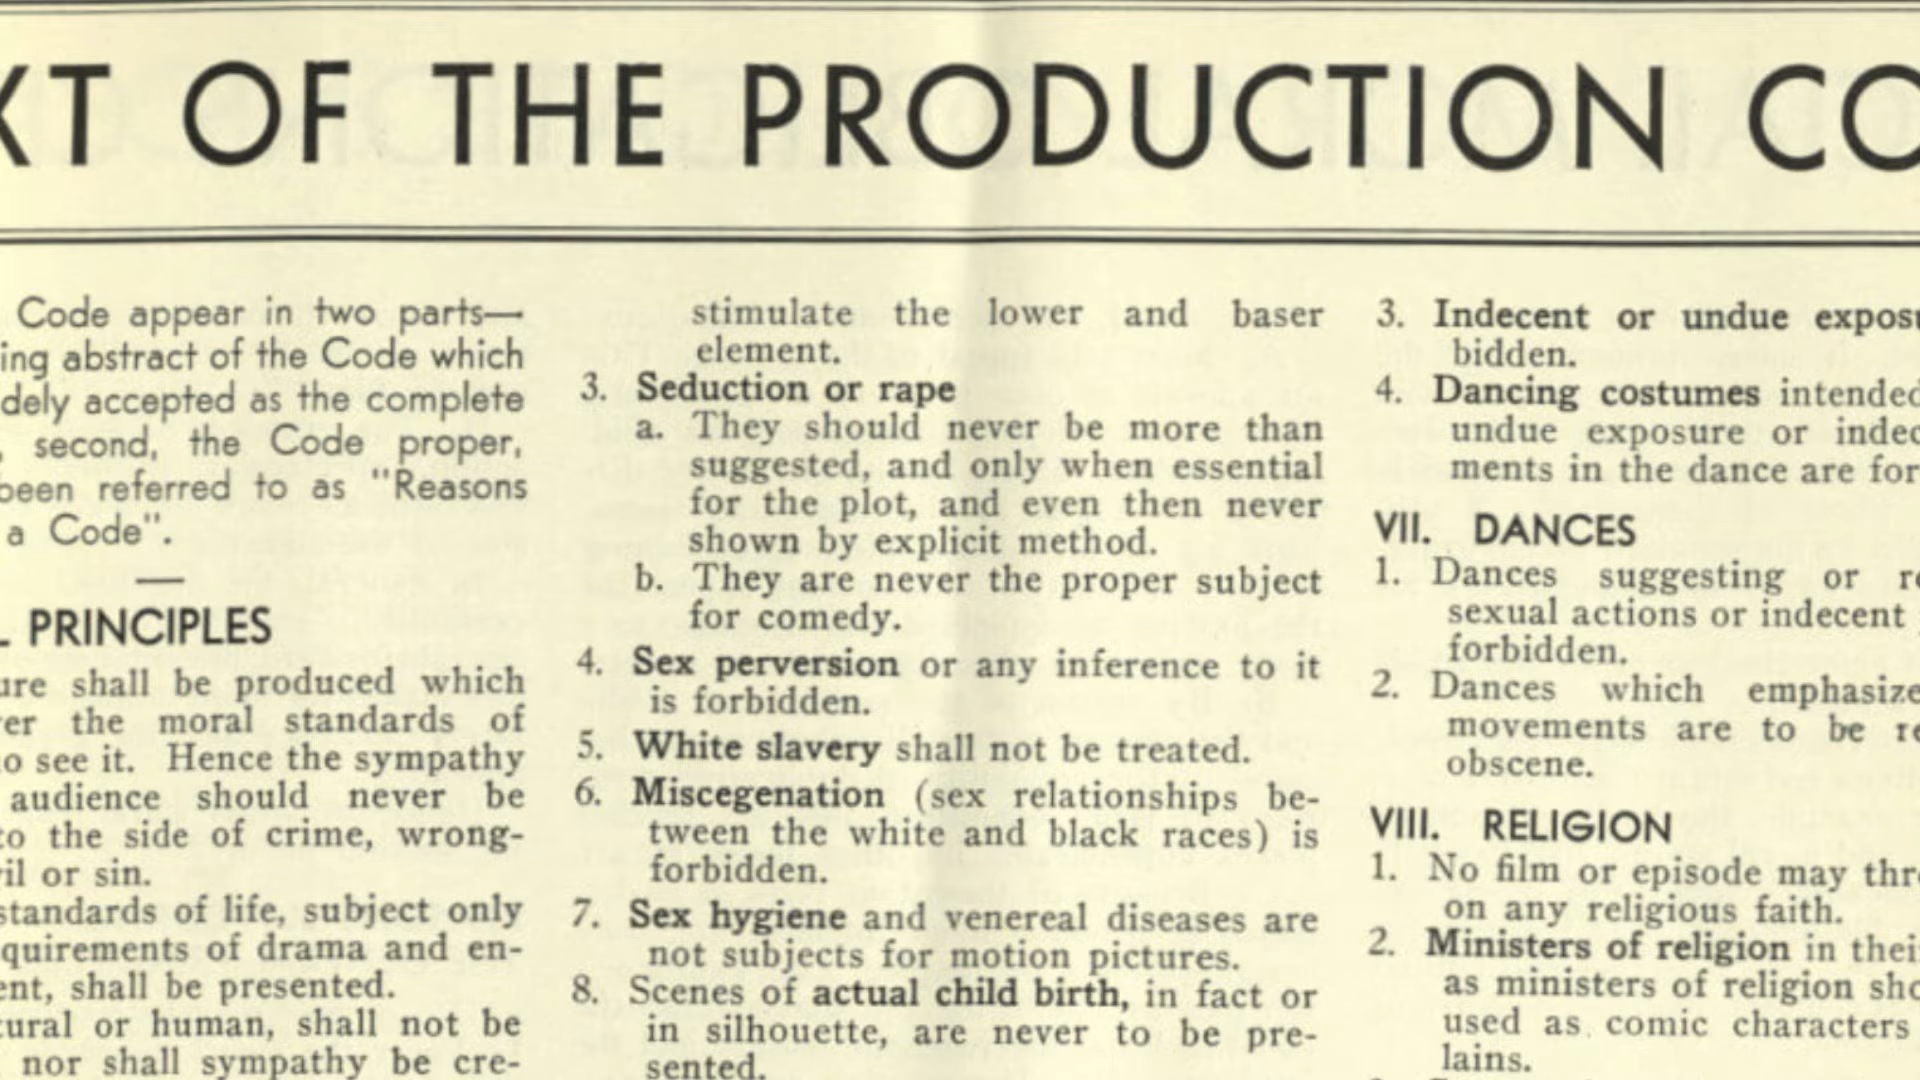 XT OF THE PRODUCTION CO
Code appear in two parts—
ing abstract of the Code which
dely accepted as the complete
second, the Code proper,
been referred to as "Reasons
a Code".
—
PRINCIPLES
ure shall be produced which
er the moral standards of
o see it. Hence the sympathy
audience should never be
to the side of crime, wrong-
il or sin.
standards of life, subject only
quirements of drama and en-
ent, shall be presented.
ural or human, shall not be
nor shall sympathy be cre-
stimulate the lower and baser
element.
3. Seduction or rape
a. They should never be more than
suggested, and only when essential
for the plot, and even then never
shown by explicit method.
b. They are never the proper subject
for comedy.
4. Sex perversion or any inference to it
is forbidden.
5. White slavery shall not be treated.
6. Miscegenation (sex relationships be-
tween the white and black races) is
forbidden.
7. Sex hygiene and venereal diseases are
not subjects for motion pictures.
8. Scenes of actual child birth, in fact or
in silhouette, are never to be pre-
sented.
3. Indecent or undue exposu
bidden.
4. Dancing costumes intended
undue exposure or indec
ments in the dance are for
VII. DANCES
1. Dances suggesting or re
sexual actions or indecent
forbidden.
2. Dances which emphasize
movements are to be re
obscene.
VIII. RELIGION
1. No film or episode may thr
on any religious faith.
2. Ministers of religion in thei
as ministers of religion sho
used as comic characters
lains.